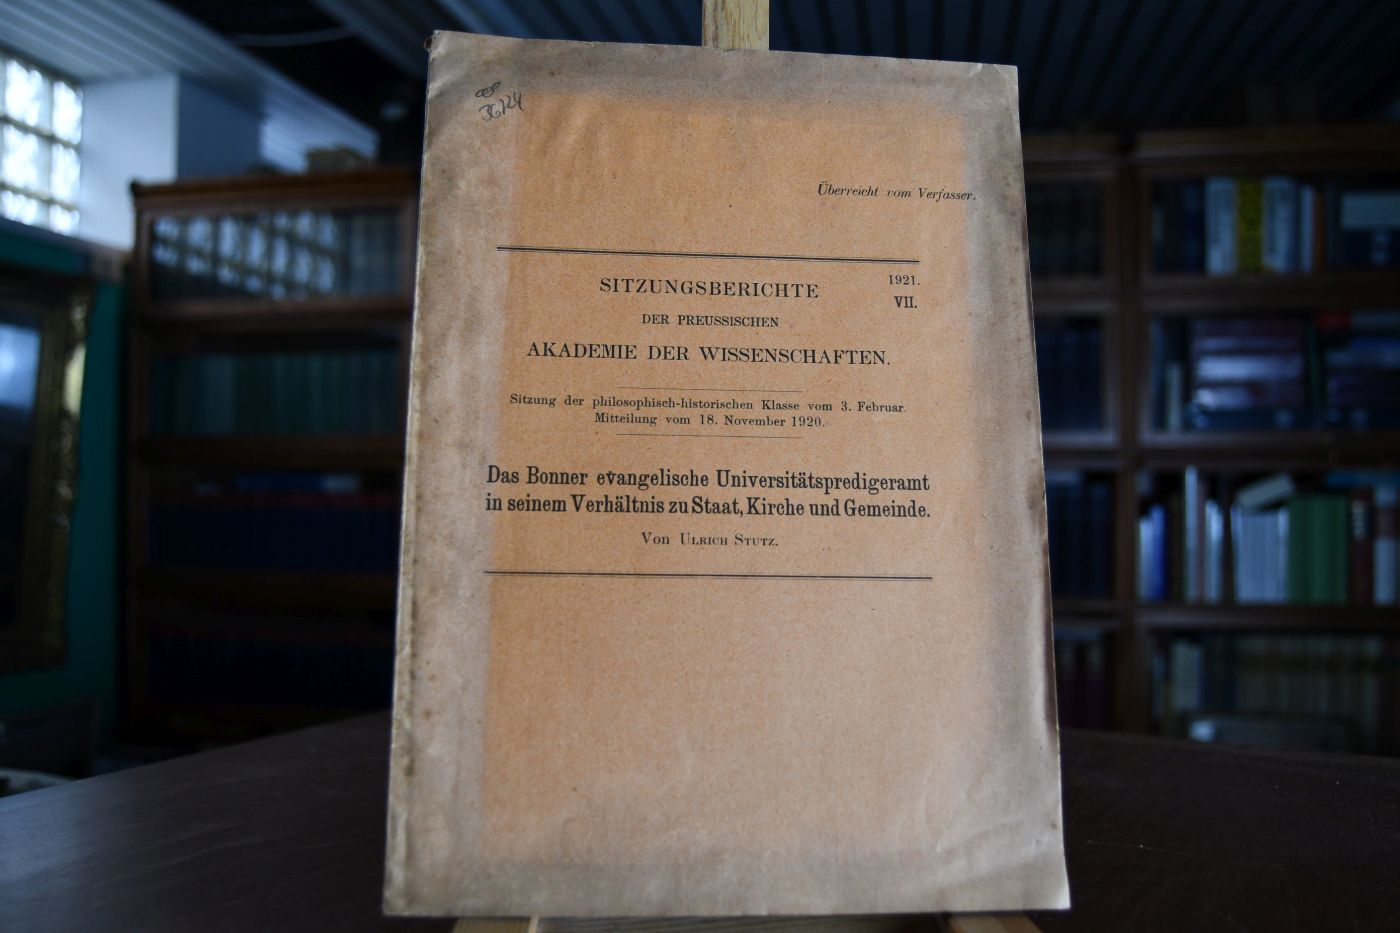 36/24
Überreicht vom Verfasser.
SITZUNGSBERICHTE
1921.
VII.
DER PREUSSISCHEN
AKADEMIE DER WISSENSCHAFTEN.
Sitzung der philosophisch-historischen Klasse vom 3. Februar.
Mitteilung vom 18. November 1920.
Das Bonner evangelische Universitätspredigeramt
in seinem Verhältnis zu Staat, Kirche und Gemeinde.
Von ULRICH STUTZ.